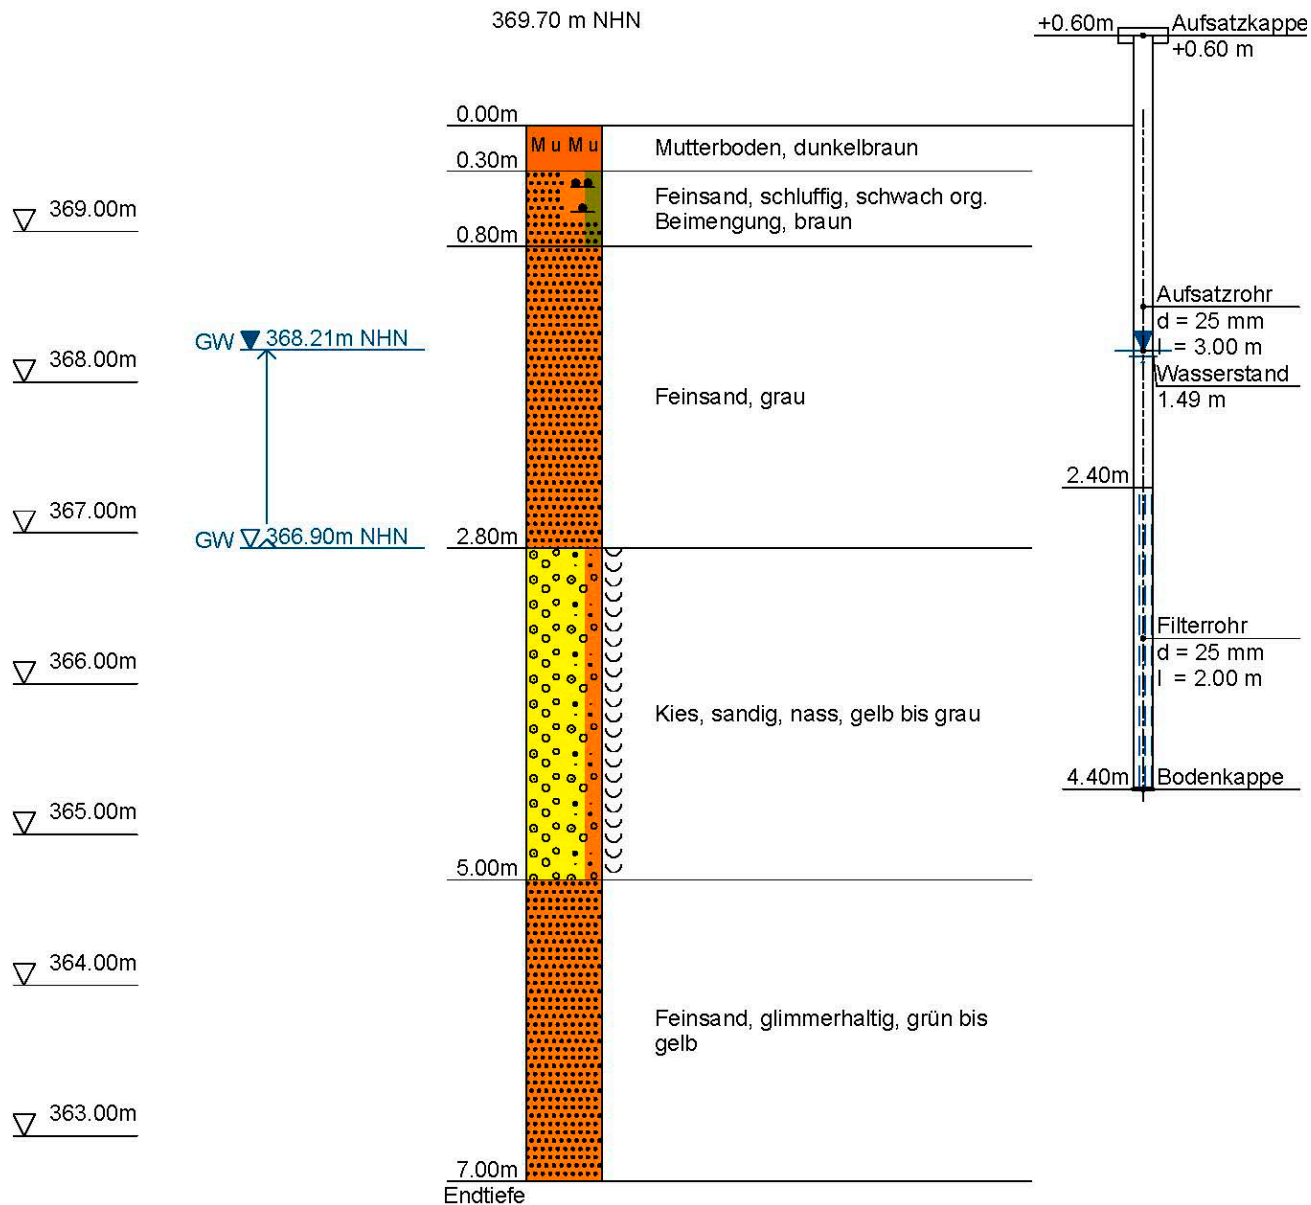 369.70 m NHN
+0.60m
Aufsatzkappe
+0.60 m
0.00m
M u M u
Mutterboden, dunkelbraun
0.30m
Feinsand, schluffig, schwach org.
Beimengung, braun
369.00m
0.80m
Aufsatzrohr
d = 25 mm
l = 3.00 m
GW 368.21m NHN
368.00m
Wasserstand
1.49 m
Feinsand, grau
2.40m
367.00m
GW 366.90m NHN
2.80m
Filterrohr
d = 25 mm
l = 2.00 m
366.00m
Kies, sandig, nass, gelb bis grau
4.40m
Bodenkappe
365.00m
5.00m
364.00m
Feinsand, glimmerhaltig, grün bis
gelb
363.00m
7.00m
Endtiefe